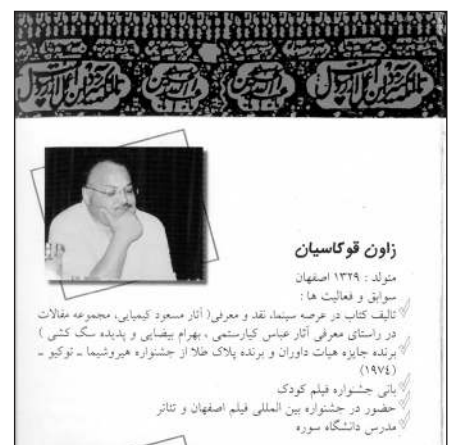 زاون قوکاسیان
متولد : ۱۳۲۹ اصفهان
سوابق و فعالیت ها :
تالیف کتاب در عرصه سینما، نقد و معرفی( آثار مسعود کیمیایی، مجموعه مقالات
در راستای معرفی آثار عباس کیارستمی ، بهرام بیضایی و پدیده سگ کشی )
برنده جایزه هیات داوران و برنده پلاک طلا از جشنواره هیروشیما ـ توکیو ـ
(۱۹۷٤)
بانی جشنواره فیلم کودک
حضور در جشنواره بین المللی فیلم اصفهان و تئاتر
مدرس دانشگاه سوره